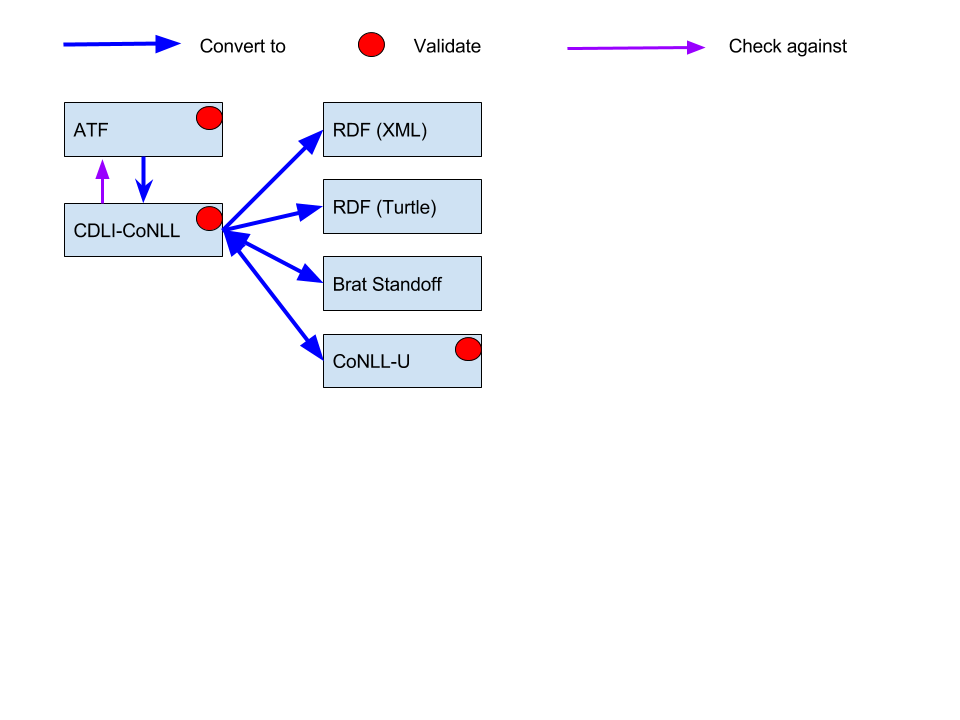 Convert to
Validate
Check against
ATF
RDF (XML)
RDF (Turtle)
CDLI-CoNLL
Brat Standoff
CoNLL-U